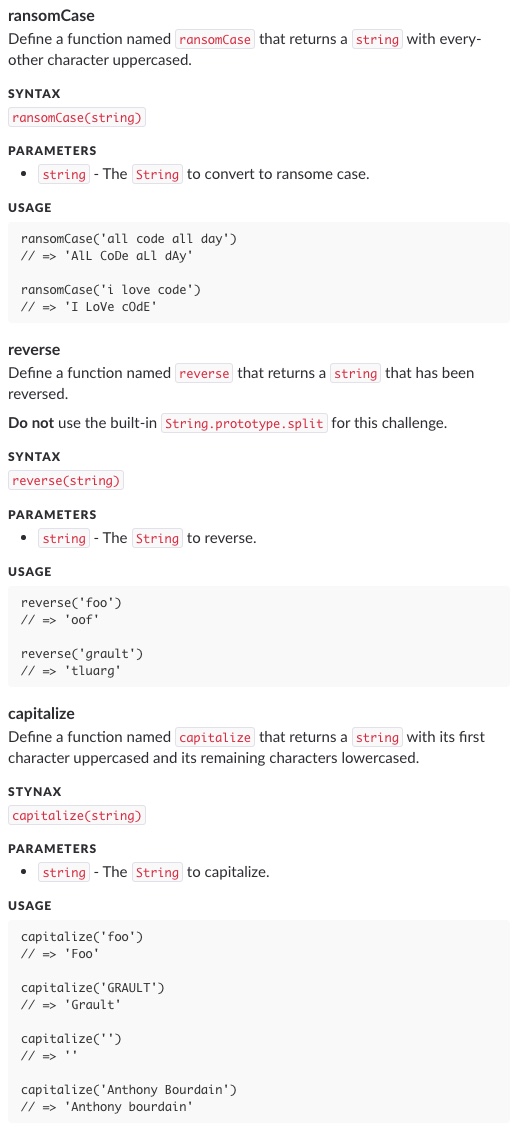 ransomCase
Define a function named ransomCase that returns a string with every-
other character uppercased.
SYNTAX
ransomCase(string)
PARAMETERS
• string - The String to convert to ransome case.
USAGE
ransomCase('all code all day')
// => 'AlL CoDe aLl dAy'
ransomCase('i love code')
// => 'I LoVe cOdE'
reverse
Define a function named reverse that returns a string that has been
reversed.
Do not use the built-in String.prototype.split for this challenge.
SYNTAX
reverse(string)
PARAMETERS
• string - The String to reverse.
USAGE
reverse('foo')
// => 'oof'
reverse('grault')
// => 'tluarg'
capitalize
Define a function named capitalize that returns a string with its first
character uppercased and its remaining characters lowercased.
STYNAX
capitalize(string)
PARAMETERS
• string - The String to capitalize.
USAGE
capitalize('foo')
// => 'Foo'
capitalize('GRAULT')
// => 'Grault'
capitalize('')
// => ''
capitalize('Anthony Bourdain')
// => 'Anthony bourdain'